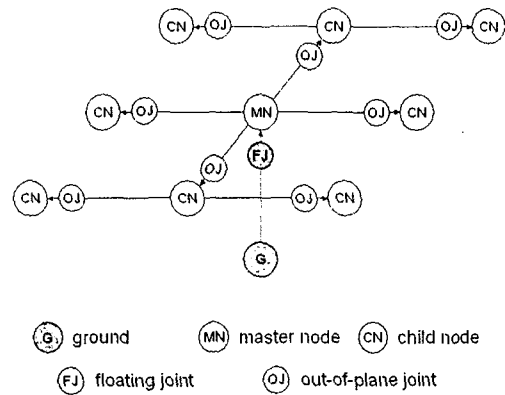 CN OJ CN OJ CN
OJ
CN OJ MN OJ CN
OJ FJ
CN OJ CN OJ CN
G
G ground MN master node CN child node
FJ floating joint OJ out-of-plane joint